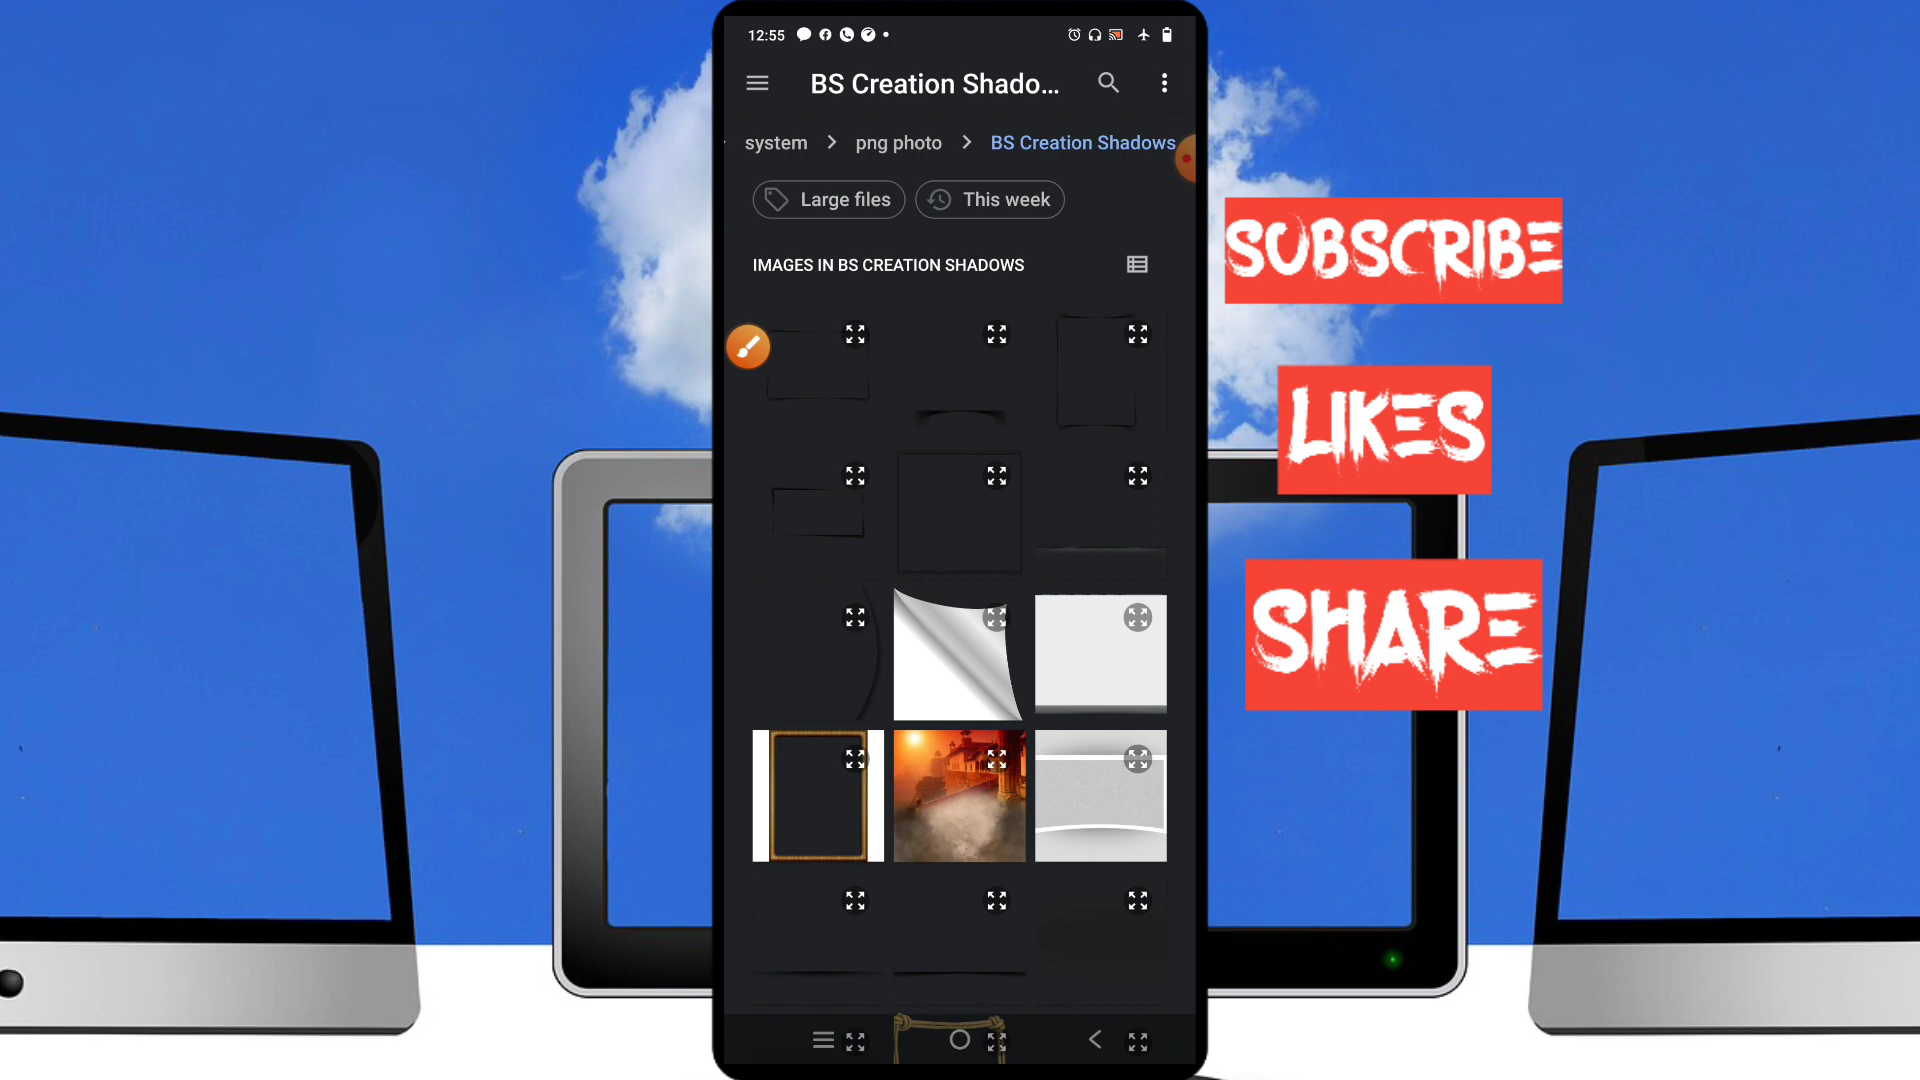 12:55
BS Creation Shado...
system > png photo > BS Creation Shadows
Large files
This week
IMAGES IN BS CREATION SHADOWS
SUBSCRIBE
LIKES
SHARE